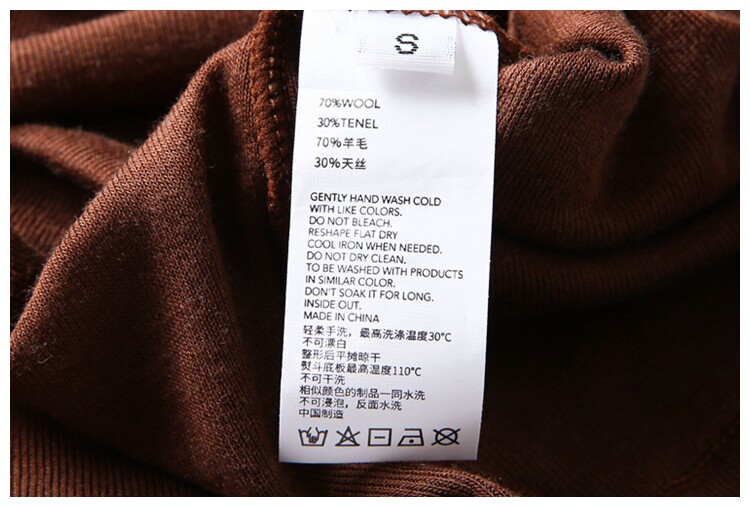 S
70%WOOL
30%TENEL
70%羊毛
30%天丝
GENTLY HAND WASH COLD
WITH LIKE COLORS.
DO NOT BLEACH.
RESHAPE FLAT DRY
COOL IRON WHEN NEEDED.
DO NOT DRY CLEAN.
TO BE WASHED WITH PRODUCTS
IN SIMILAR COLOR.
DON'T SOAK IT FOR LONG.
INSIDE OUT.
MADE IN CHINA
轻柔手洗，最高洗涤温度30°C
不可漂白
整形后平摊晾干
熨斗底板最高温度110°C
不可干洗
相似颜色的制品一同水洗
不可浸泡，反面水洗
中国制造